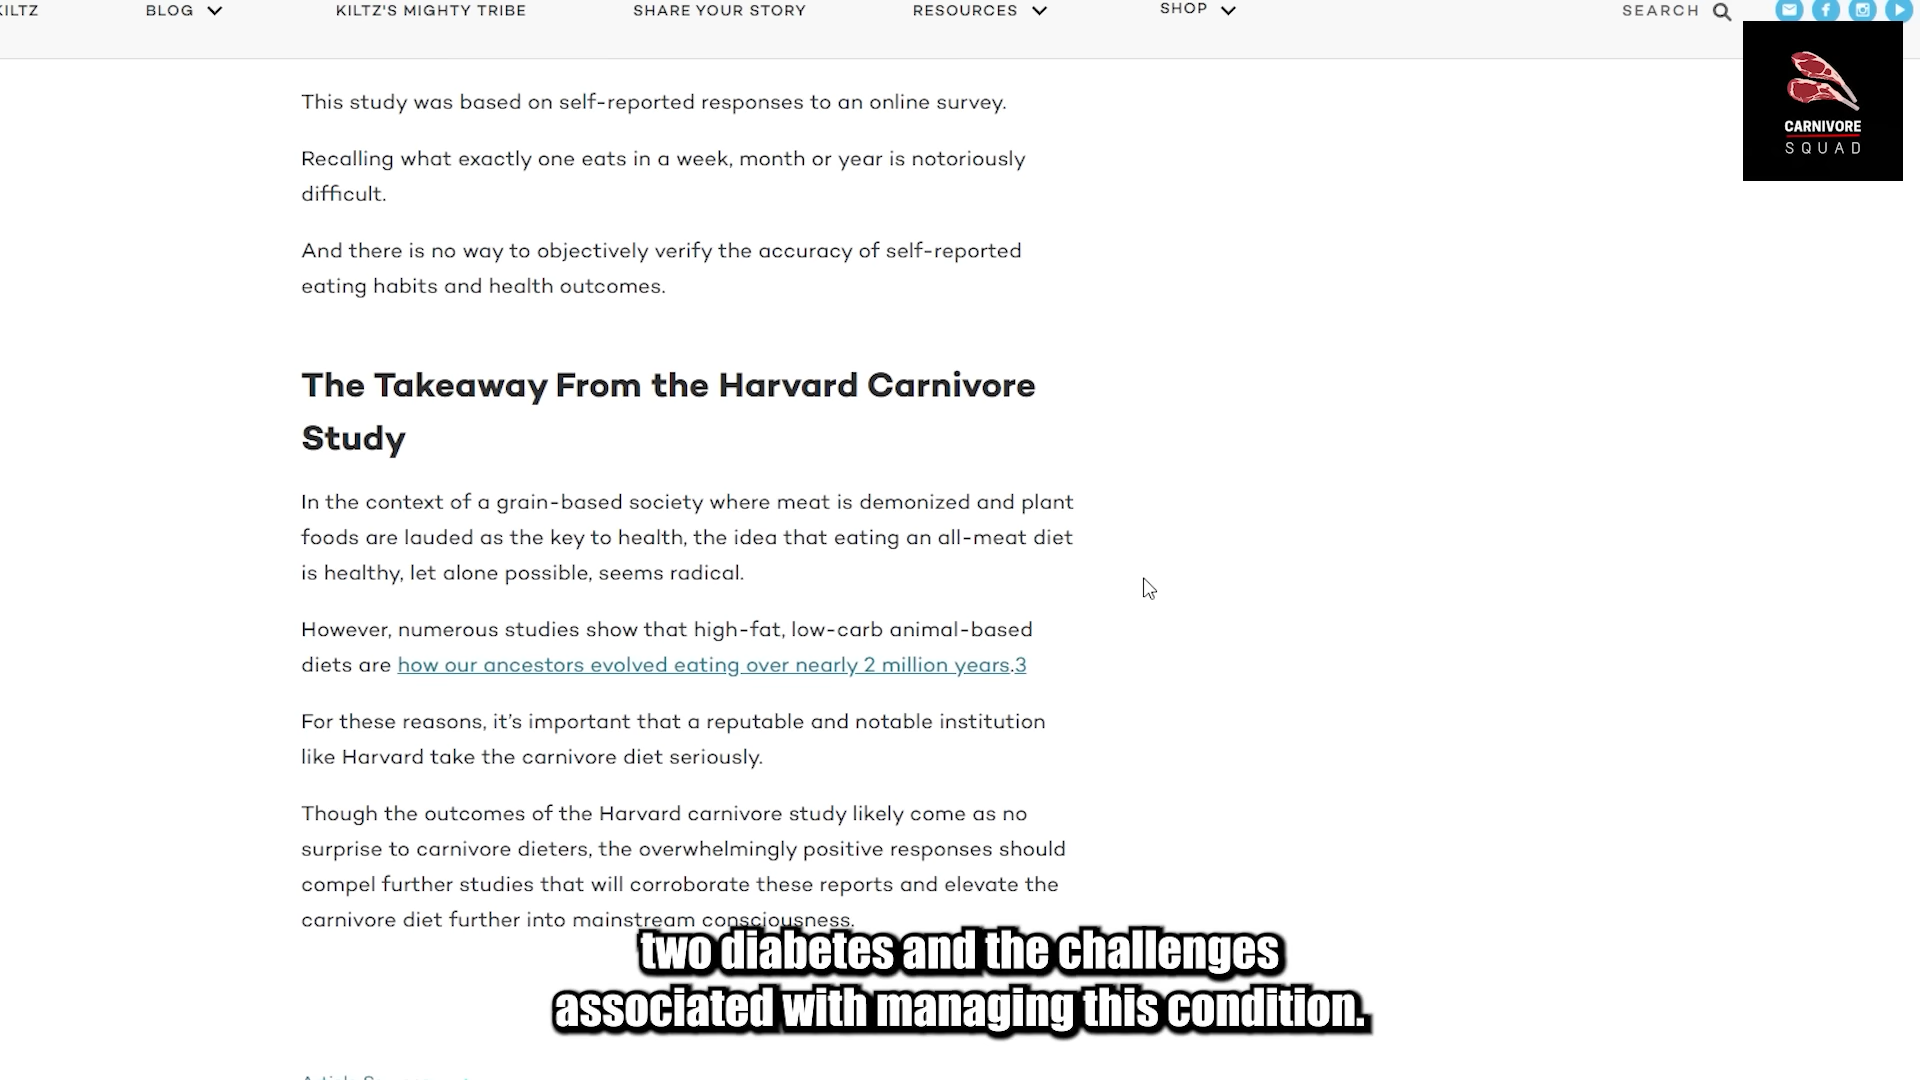 KILTZ
BLOG
KILTZ'S MIGHTY TRIBE
SHARE YOUR STORY
RESOURCES
SHOP
SEARCH
CARNIVORE
SQUAD
This study was based on self-reported responses to an online survey.
Recalling what exactly one eats in a week, month or year is notoriously
difficult.
And there is no way to objectively verify the accuracy of self-reported
eating habits and health outcomes.
The Takeaway From the Harvard Carnivore
Study
In the context of a grain-based society where meat is demonized and plant
foods are lauded as the key to health, the idea that eating an all-meat diet
is healthy, let alone possible, seems radical.
However, numerous studies show that high-fat, low-carb animal-based
diets are how our ancestors evolved eating over nearly 2 million years.3
For these reasons, it’s important that a reputable and notable institution
like Harvard take the carnivore diet seriously.
Though the outcomes of the Harvard carnivore study likely come as no
surprise to carnivore dieters, the overwhelmingly positive responses should
compel further studies that will corroborate these reports and elevate the
carnivore diet further into mainstream consciousness.
two diabetes and the challenges
associated with managing this condition.